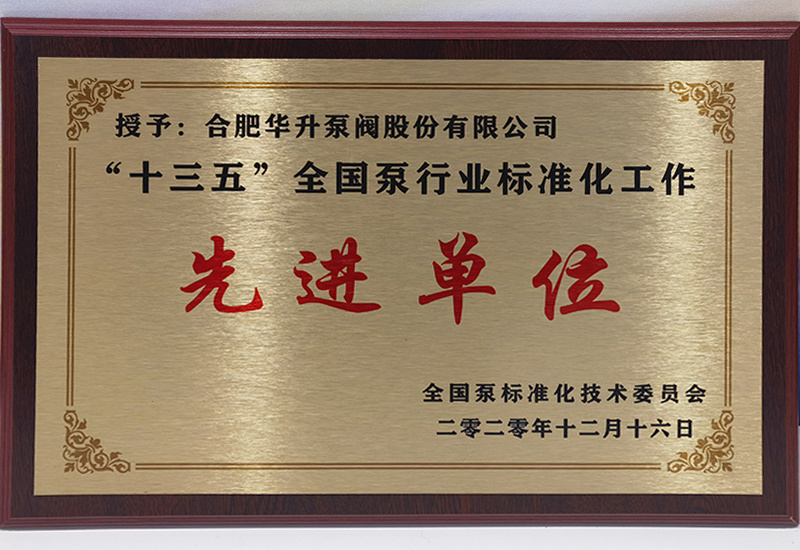 授予：合肥华升泵阀股份有限公司
“十三五”全国泵行业标准化工作
先进单位
全国泵标准化技术委员会
二零二零年十二月十六日